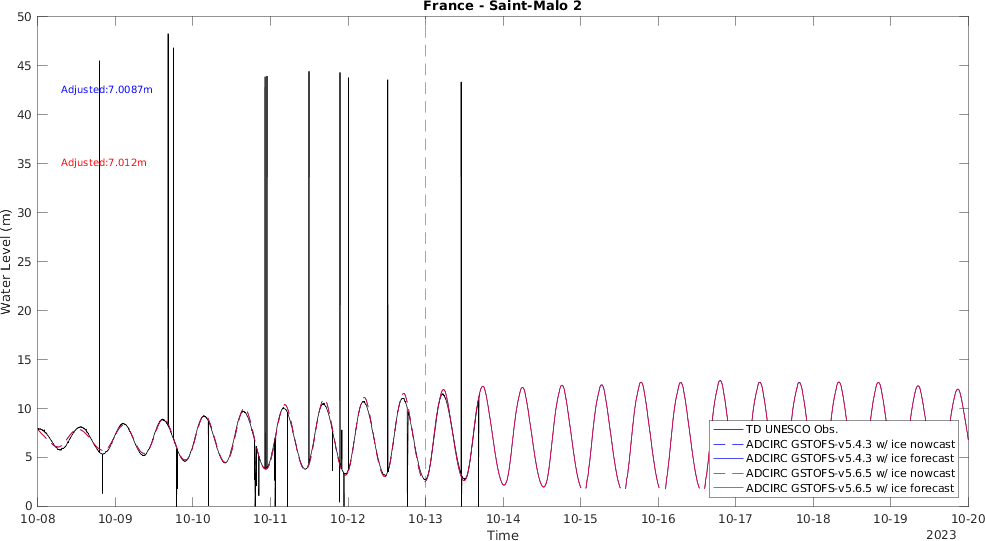 France - Saint-Malo 2
50
45
40
35
30
25
20
15
10
5
0
Water Level (m)
Adjusted:7.0087m
Adjusted:7.012m
TD UNESCO Obs.
ADCIRC GSTOFS-v5.4.3 w/ ice nowcast
ADCIRC GSTOFS-v5.4.3 w/ ice forecast
ADCIRC GSTOFS-v5.6.5 w/ ice nowcast
ADCIRC GSTOFS-v5.6.5 w/ ice forecast
10-08 10-09 10-10 10-11 10-12 10-13 10-14 10-15 10-16 10-17 10-18 10-19 10-20
Time
2023